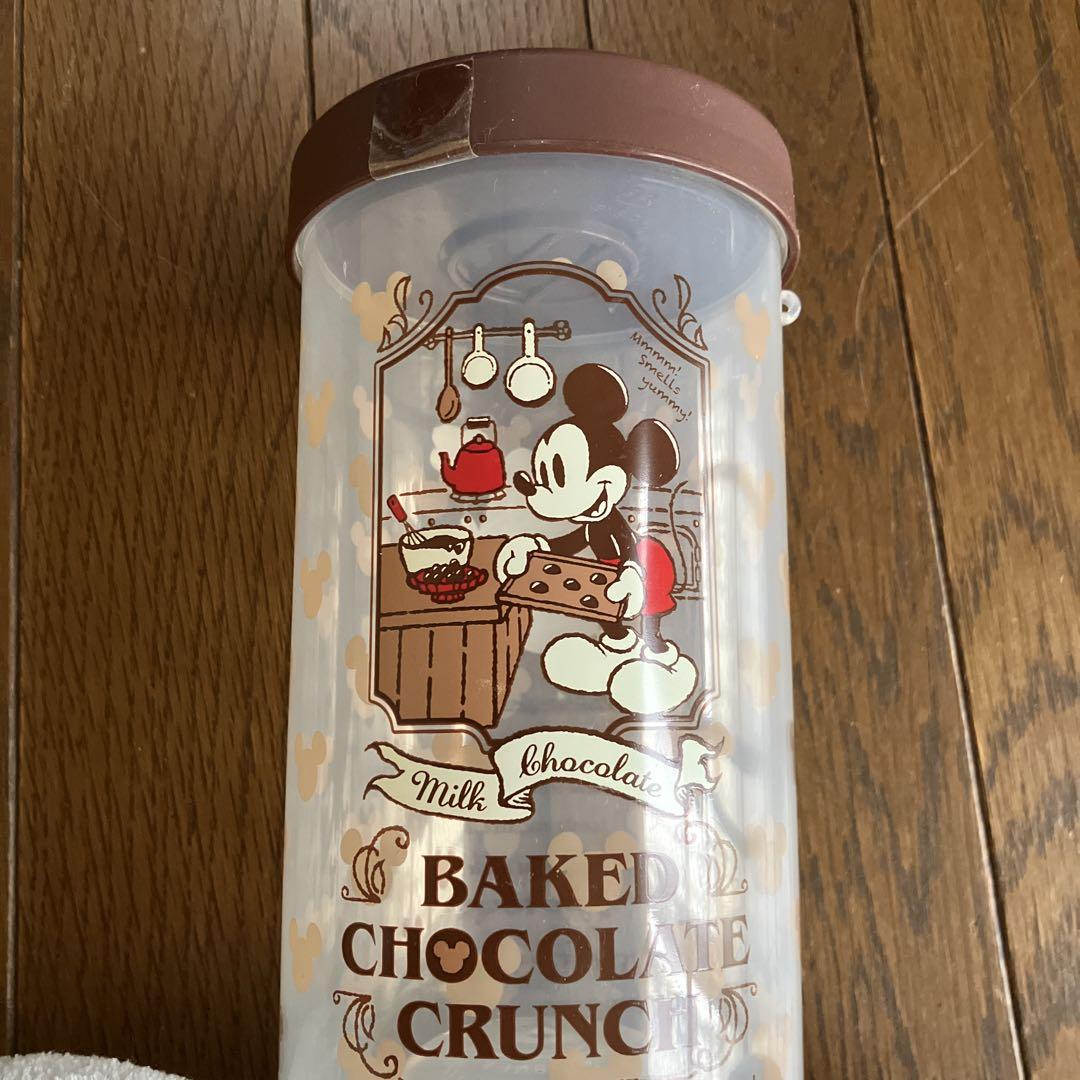 Mmmm!
Smells
yummy!
Milk Chocolate
BAKED
CHOCOLATE
CRUNCH